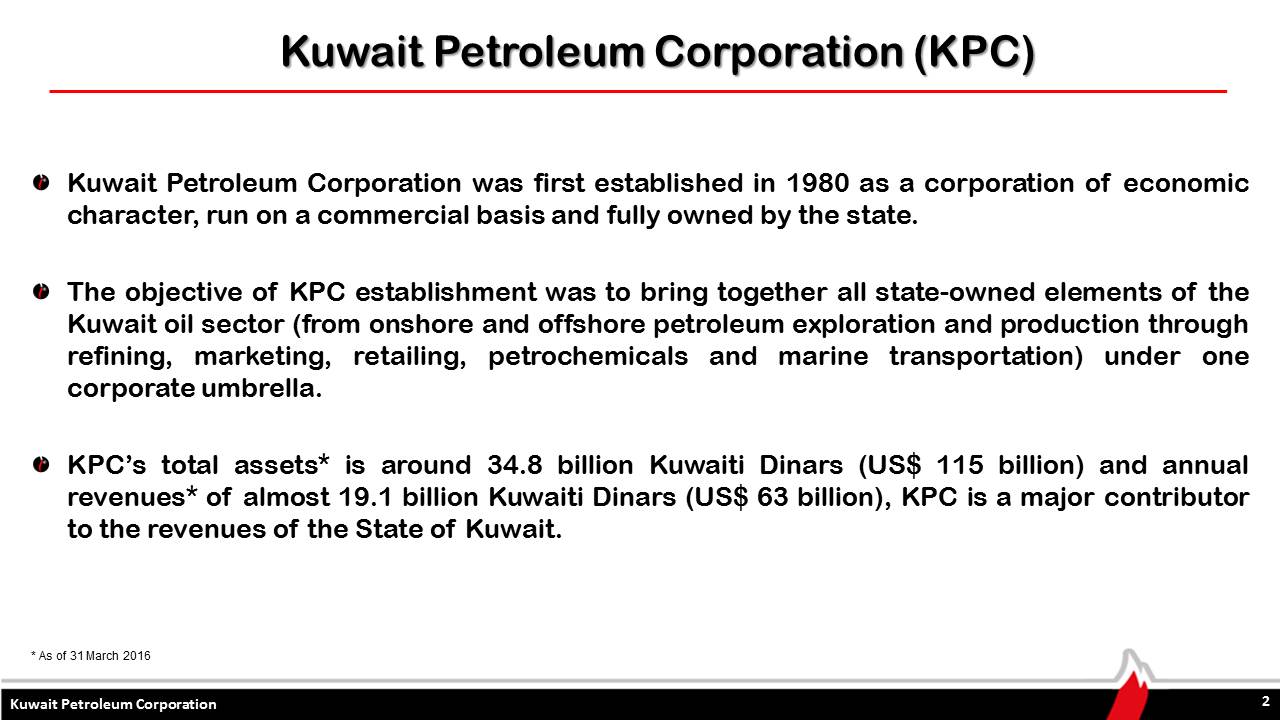 Kuwait Petroleum Corporation (KPC)
Kuwait Petroleum Corporation was first established in 1980 as a corporation of economic
character, run on a commercial basis and fully owned by the state.
The objective of KPC establishment was to bring together all state-owned elements of the
Kuwait oil sector (from onshore and offshore petroleum exploration and production through
refining, marketing, retailing, petrochemicals and marine transportation) under one
corporate umbrella.
KPC’s total assets* is around 34.8 billion Kuwaiti Dinars (US$ 115 billion) and annual
revenues* of almost 19.1 billion Kuwaiti Dinars (US$ 63 billion), KPC is a major contributor
to the revenues of the State of Kuwait.
* As of 31 March 2016
Kuwait Petroleum Corporation
2